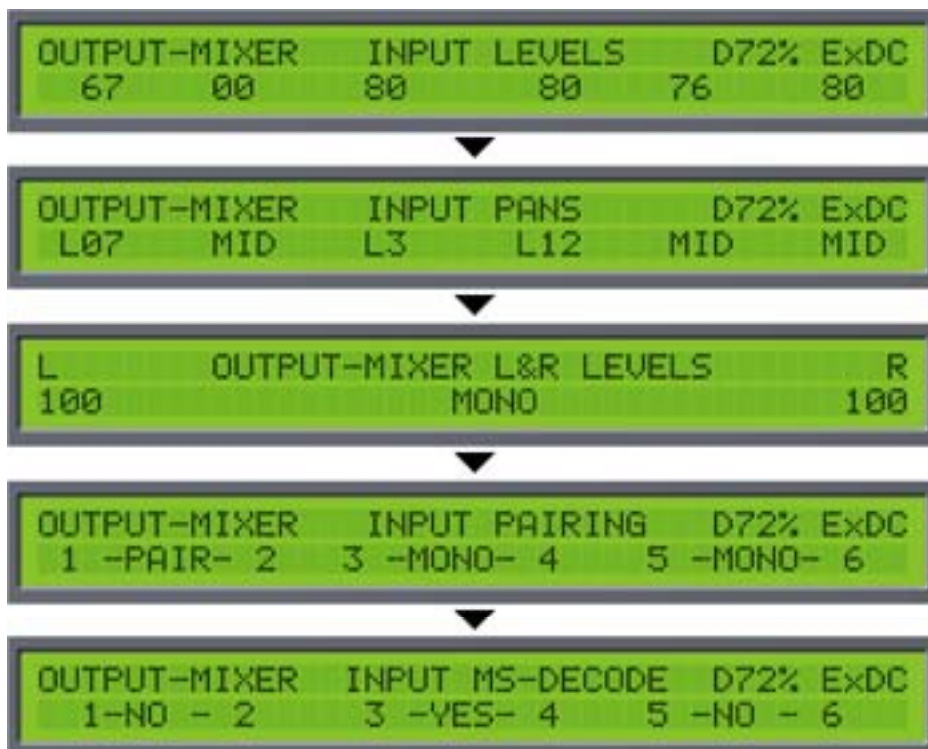 OUTPUT-MIXER INPUT LEVELS D72% ExDC
67 00 80 80 76 80
OUTPUT-MIXER INPUT PANS D72% ExDC
L07 MID L3 L12 MID MID
L OUTPUT-MIXER L&R LEVELS R
100 MONO 100
OUTPUT-MIXER INPUT PAIRING D72% ExDC
1 -PAIR- 2 3 -MONO- 4 5 -MONO- 6
OUTPUT-MIXER INPUT MS-DECODE D72% ExDC
1-NO - 2 3 -YES- 4 5 -NO - 6